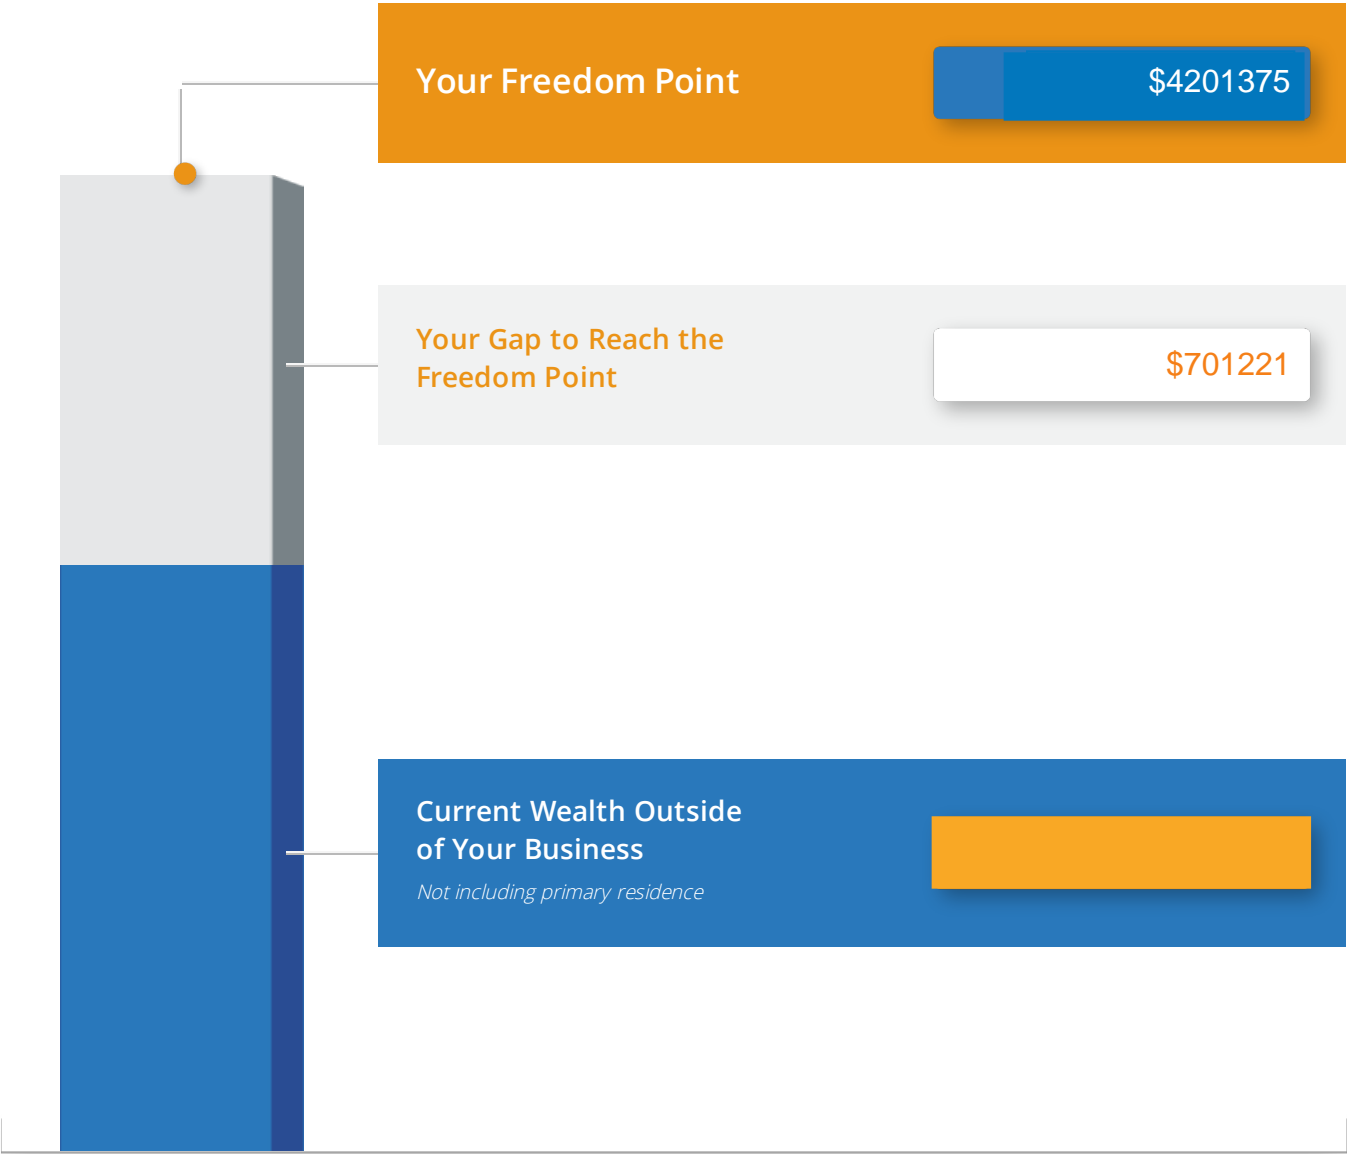 Your Freedom Point
$4201375
Your Gap to Reach the
Freedom Point
$701221
Current Wealth Outside
of Your Business
Not including primary residence